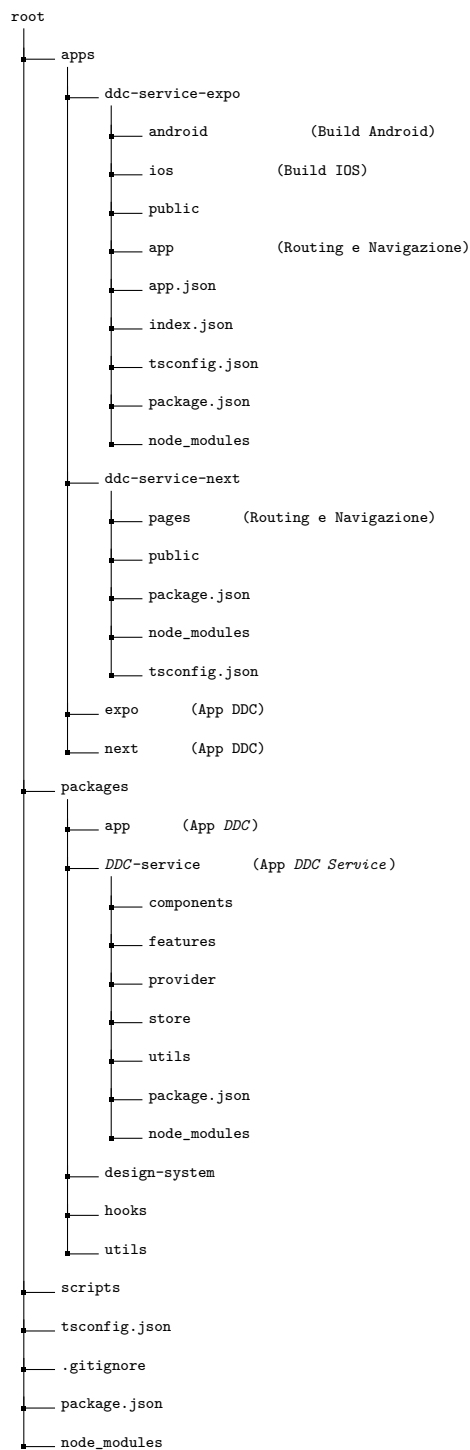 root
apps
ddc-service-expo
android (Build Android)
ios (Build IOS)
public
app (Routing e Navigazione)
app.json
index.json
tsconfig.json
package.json
node_modules
ddc-service-next
pages (Routing e Navigazione)
public
package.json
node_modules
tsconfig.json
expo (App DDC)
next (App DDC)
packages
app (App DDC)
DDC-service (App DDC Service)
components
features
provider
store
utils
package.json
node_modules
design-system
hooks
utils
scripts
tsconfig.json
.gitignore
package.json
node_modules